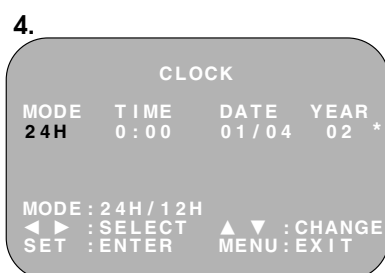 4.
CLOCK
MODE TIME DATE YEAR
24H 0:00 01/04 02 *
MODE:24H/12H
◀ ▶ :SELECT ▲ ▼ :CHANGE
SET :ENTER MENU:EXIT